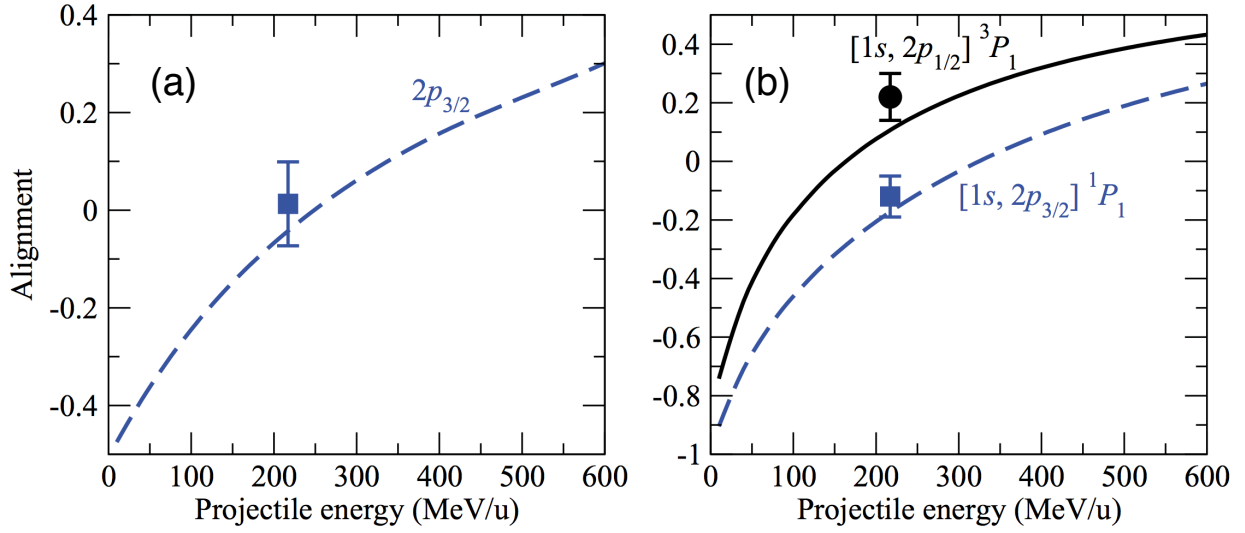 (a)
2p3/2
0.4
0.2
0
-0.2
-0.4
Alignment
0 100 200 300 400 500 600
Projectile energy (MeV/u)
(b)
[1s, 2p1/2] 3P1
[1s, 2p3/2] 1P1
0.4
0.2
0
-0.2
-0.4
-0.6
-0.8
-1
0 100 200 300 400 500 600
Projectile energy (MeV/u)